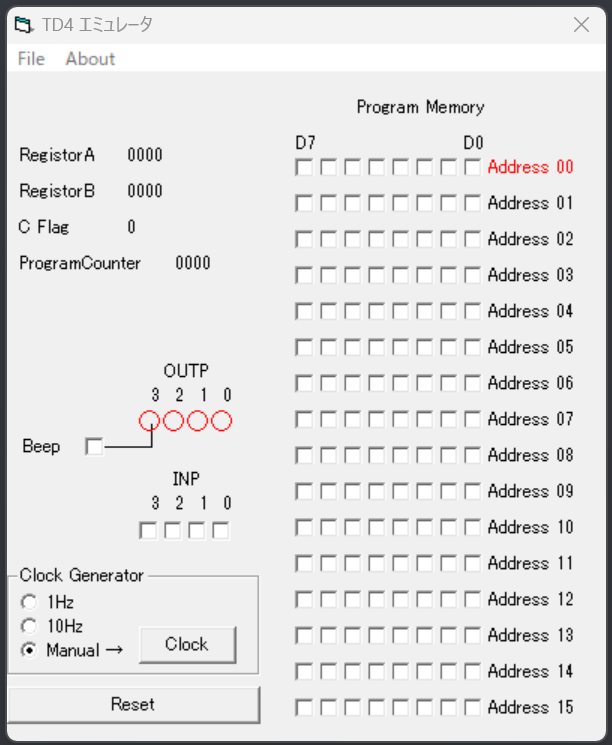 TD4 エミュレータ
File About
Program Memory
D7 D0
RegistorA 0000
RegistorB 0000
C Flag 0
ProgramCounter 0000
Address 00
Address 01
Address 02
Address 03
Address 04
Address 05
Address 06
Address 07
Address 08
Address 09
Address 10
Address 11
Address 12
Address 13
Address 14
Address 15
OUTP
3 2 1 0
Beep
INP
3 2 1 0
Clock Generator
1Hz
10Hz
Manual →
Clock
Reset